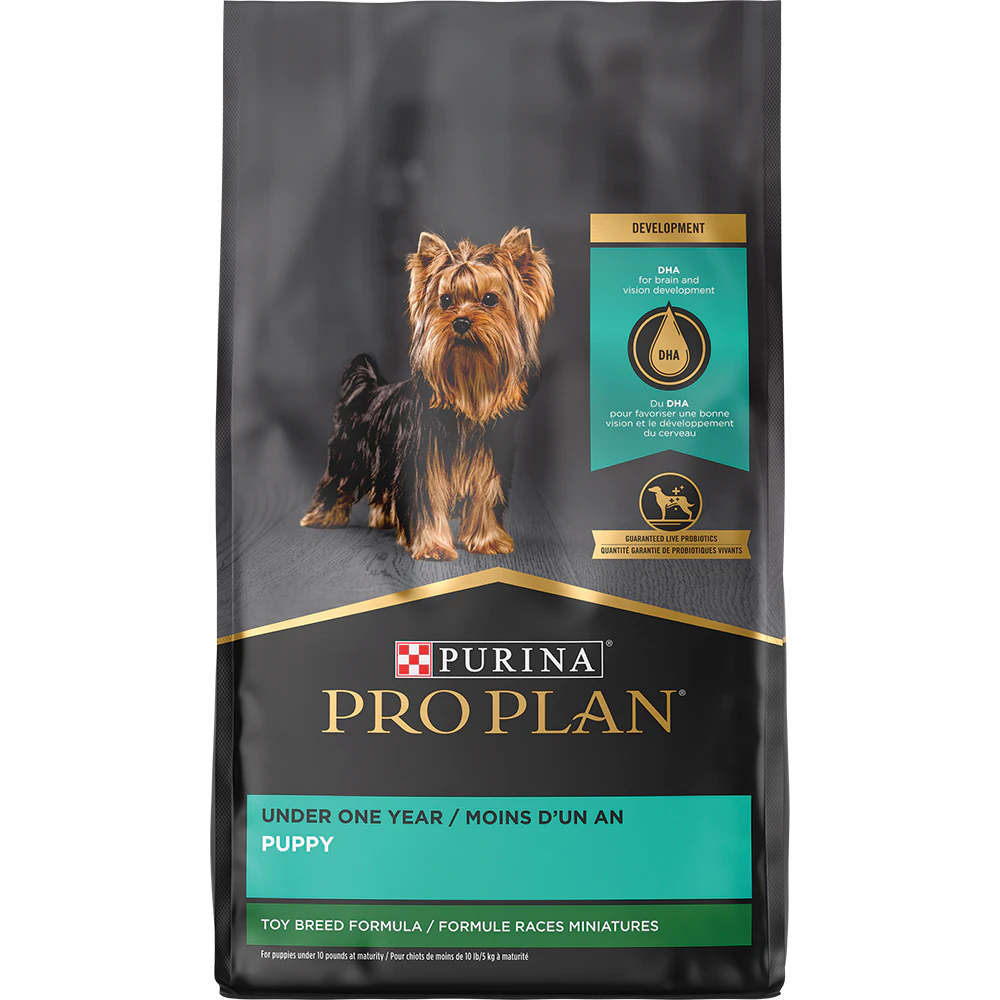 DEVELOPMENT
DHA
for brain and
vision development
DHA
Du DHA
pour favoriser une bonne
vision et le développement
du cerveau
GUARANTEED LIVE PROBIOTICS
QUANTITÉ GARANTIE DE PROBIOTIQUES VIVANTS
PURINA®
PRO PLAN®
UNDER ONE YEAR / MOINS D'UN AN
PUPPY
TOY BREED FORMULA / FORMULE RACES MINIATURES
For puppies under 10 pounds at maturity / Pour chiots de moins de 10 lb/5 kg à maturité